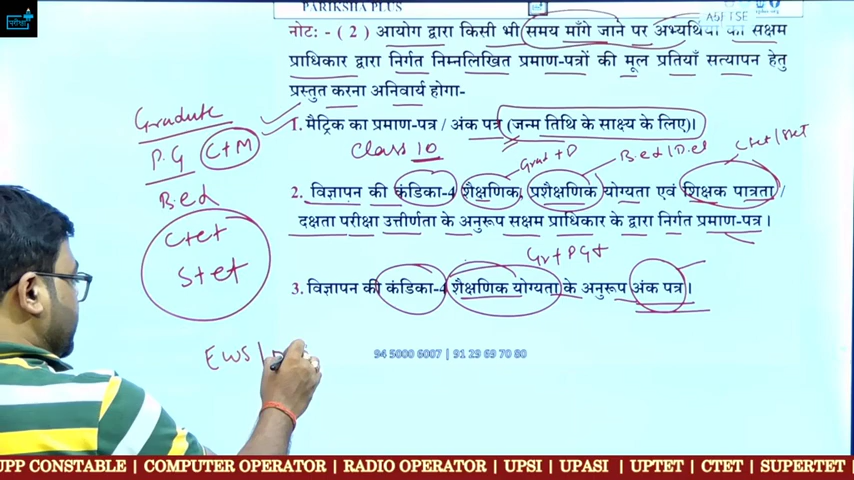 परीक्षा
PARIKSHA PLUS
नोट: - ( 2 ) आयोग द्वारा किसी भी समय माँगे जाने पर अभ्यर्थियों को सक्षम
प्राधिकार द्वारा निर्गत निम्नलिखित प्रमाण-पत्रों की मूल प्रतियाँ सत्यापन हेतु
प्रस्तुत करना अनिवार्य होगा-
Gradute
1. मैट्रिक का प्रमाण-पत्र / अंक पत्र (जन्म तिथि के साक्ष्य के लिए)।
P.G C+M
Class 10
Grad + P
B.ed/D.el
Ctet/Stet
B.ed
2. विज्ञापन की कंडिका-4 शैक्षणिक, प्रशैक्षणिक योग्यता एवं शिक्षक पात्रता /
दक्षता परीक्षा उत्तीर्णता के अनुरूप सक्षम प्राधिकार के द्वारा निर्गत प्रमाण-पत्र।
Ctet
Stet
Gr+PGt
3. विज्ञापन की कंडिका-4 शैक्षणिक योग्यता के अनुरूप अंक पत्र।
EWS/
94 5000 6007 | 91 29 69 70 80
UPP CONSTABLE | COMPUTER OPERATOR | RADIO OPERATOR | UPSI | UPASI | UPTET | CTET | SUPERTET |